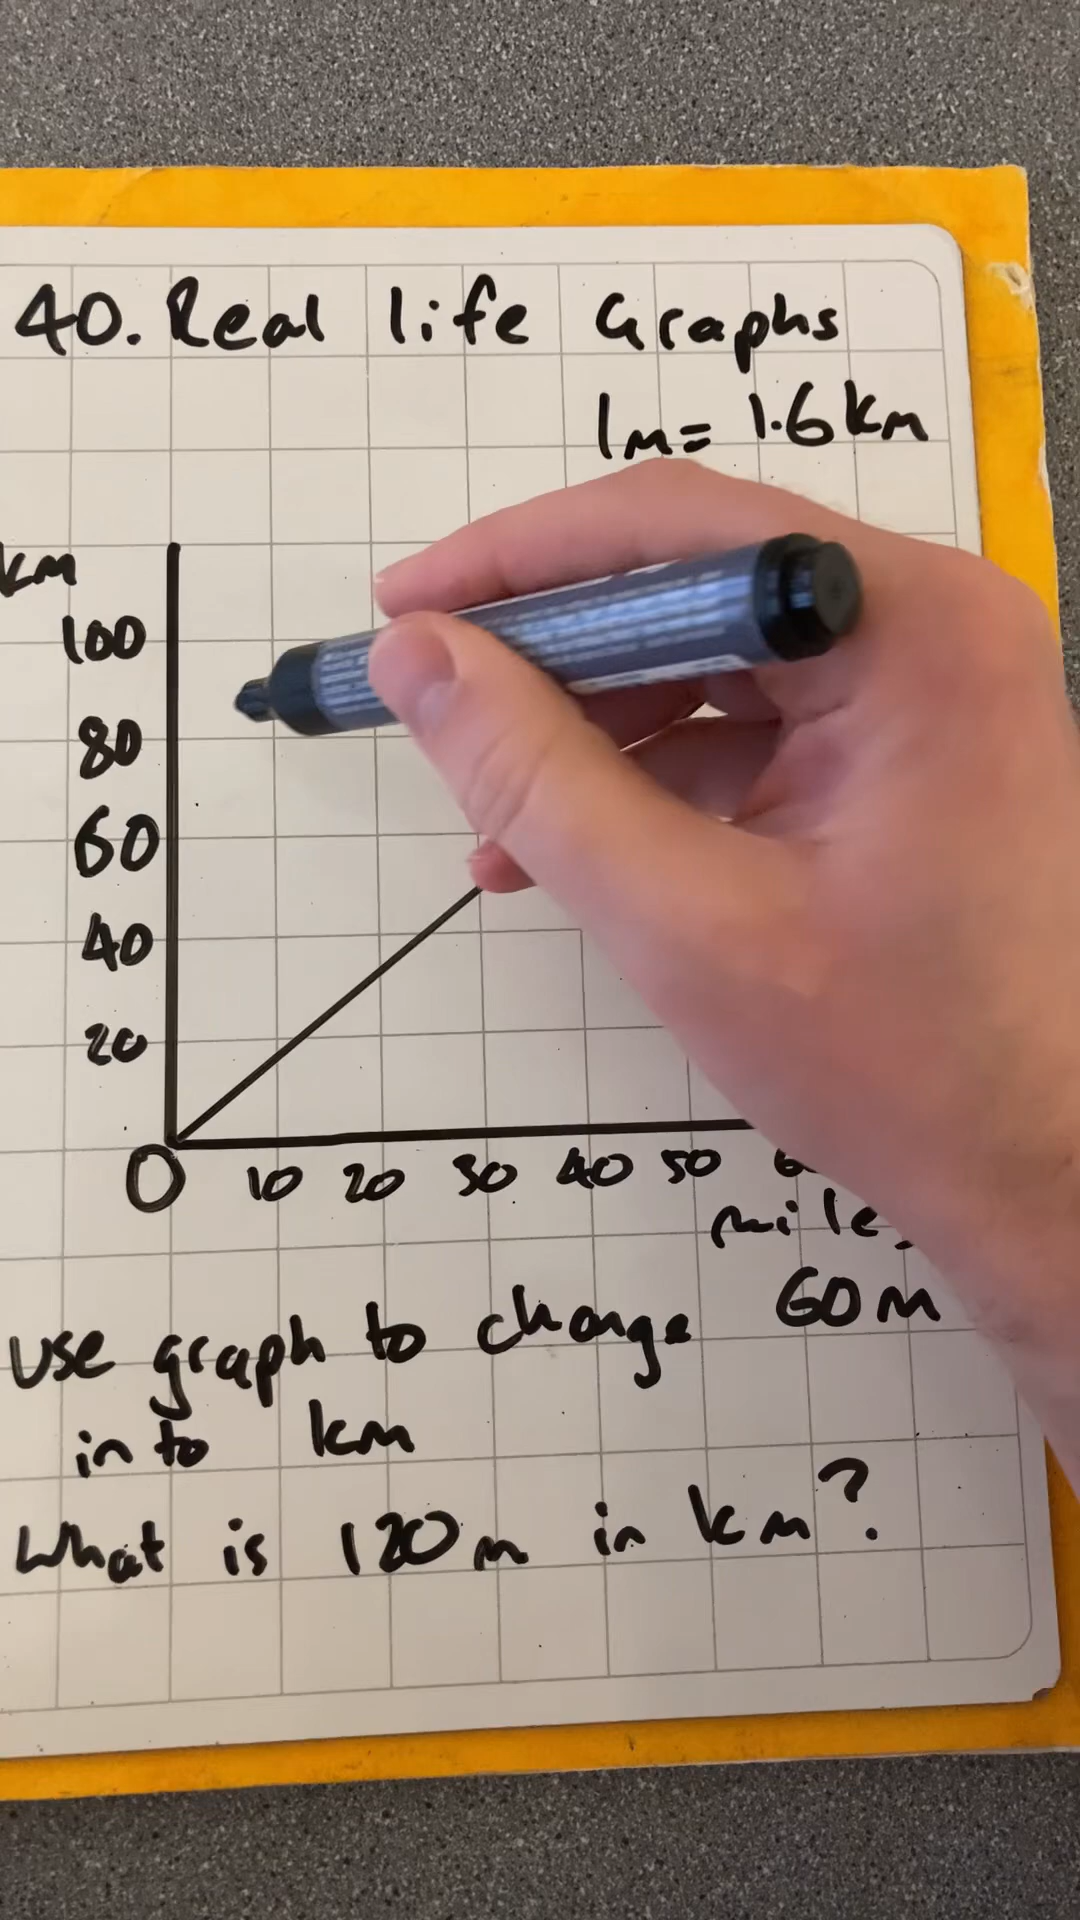 40. Real life Graphs
1m = 1.6km
km
100
80
60
40
20
0 10 20 30 40 50
use graph to change 60m
in to km
What is 120m in km?